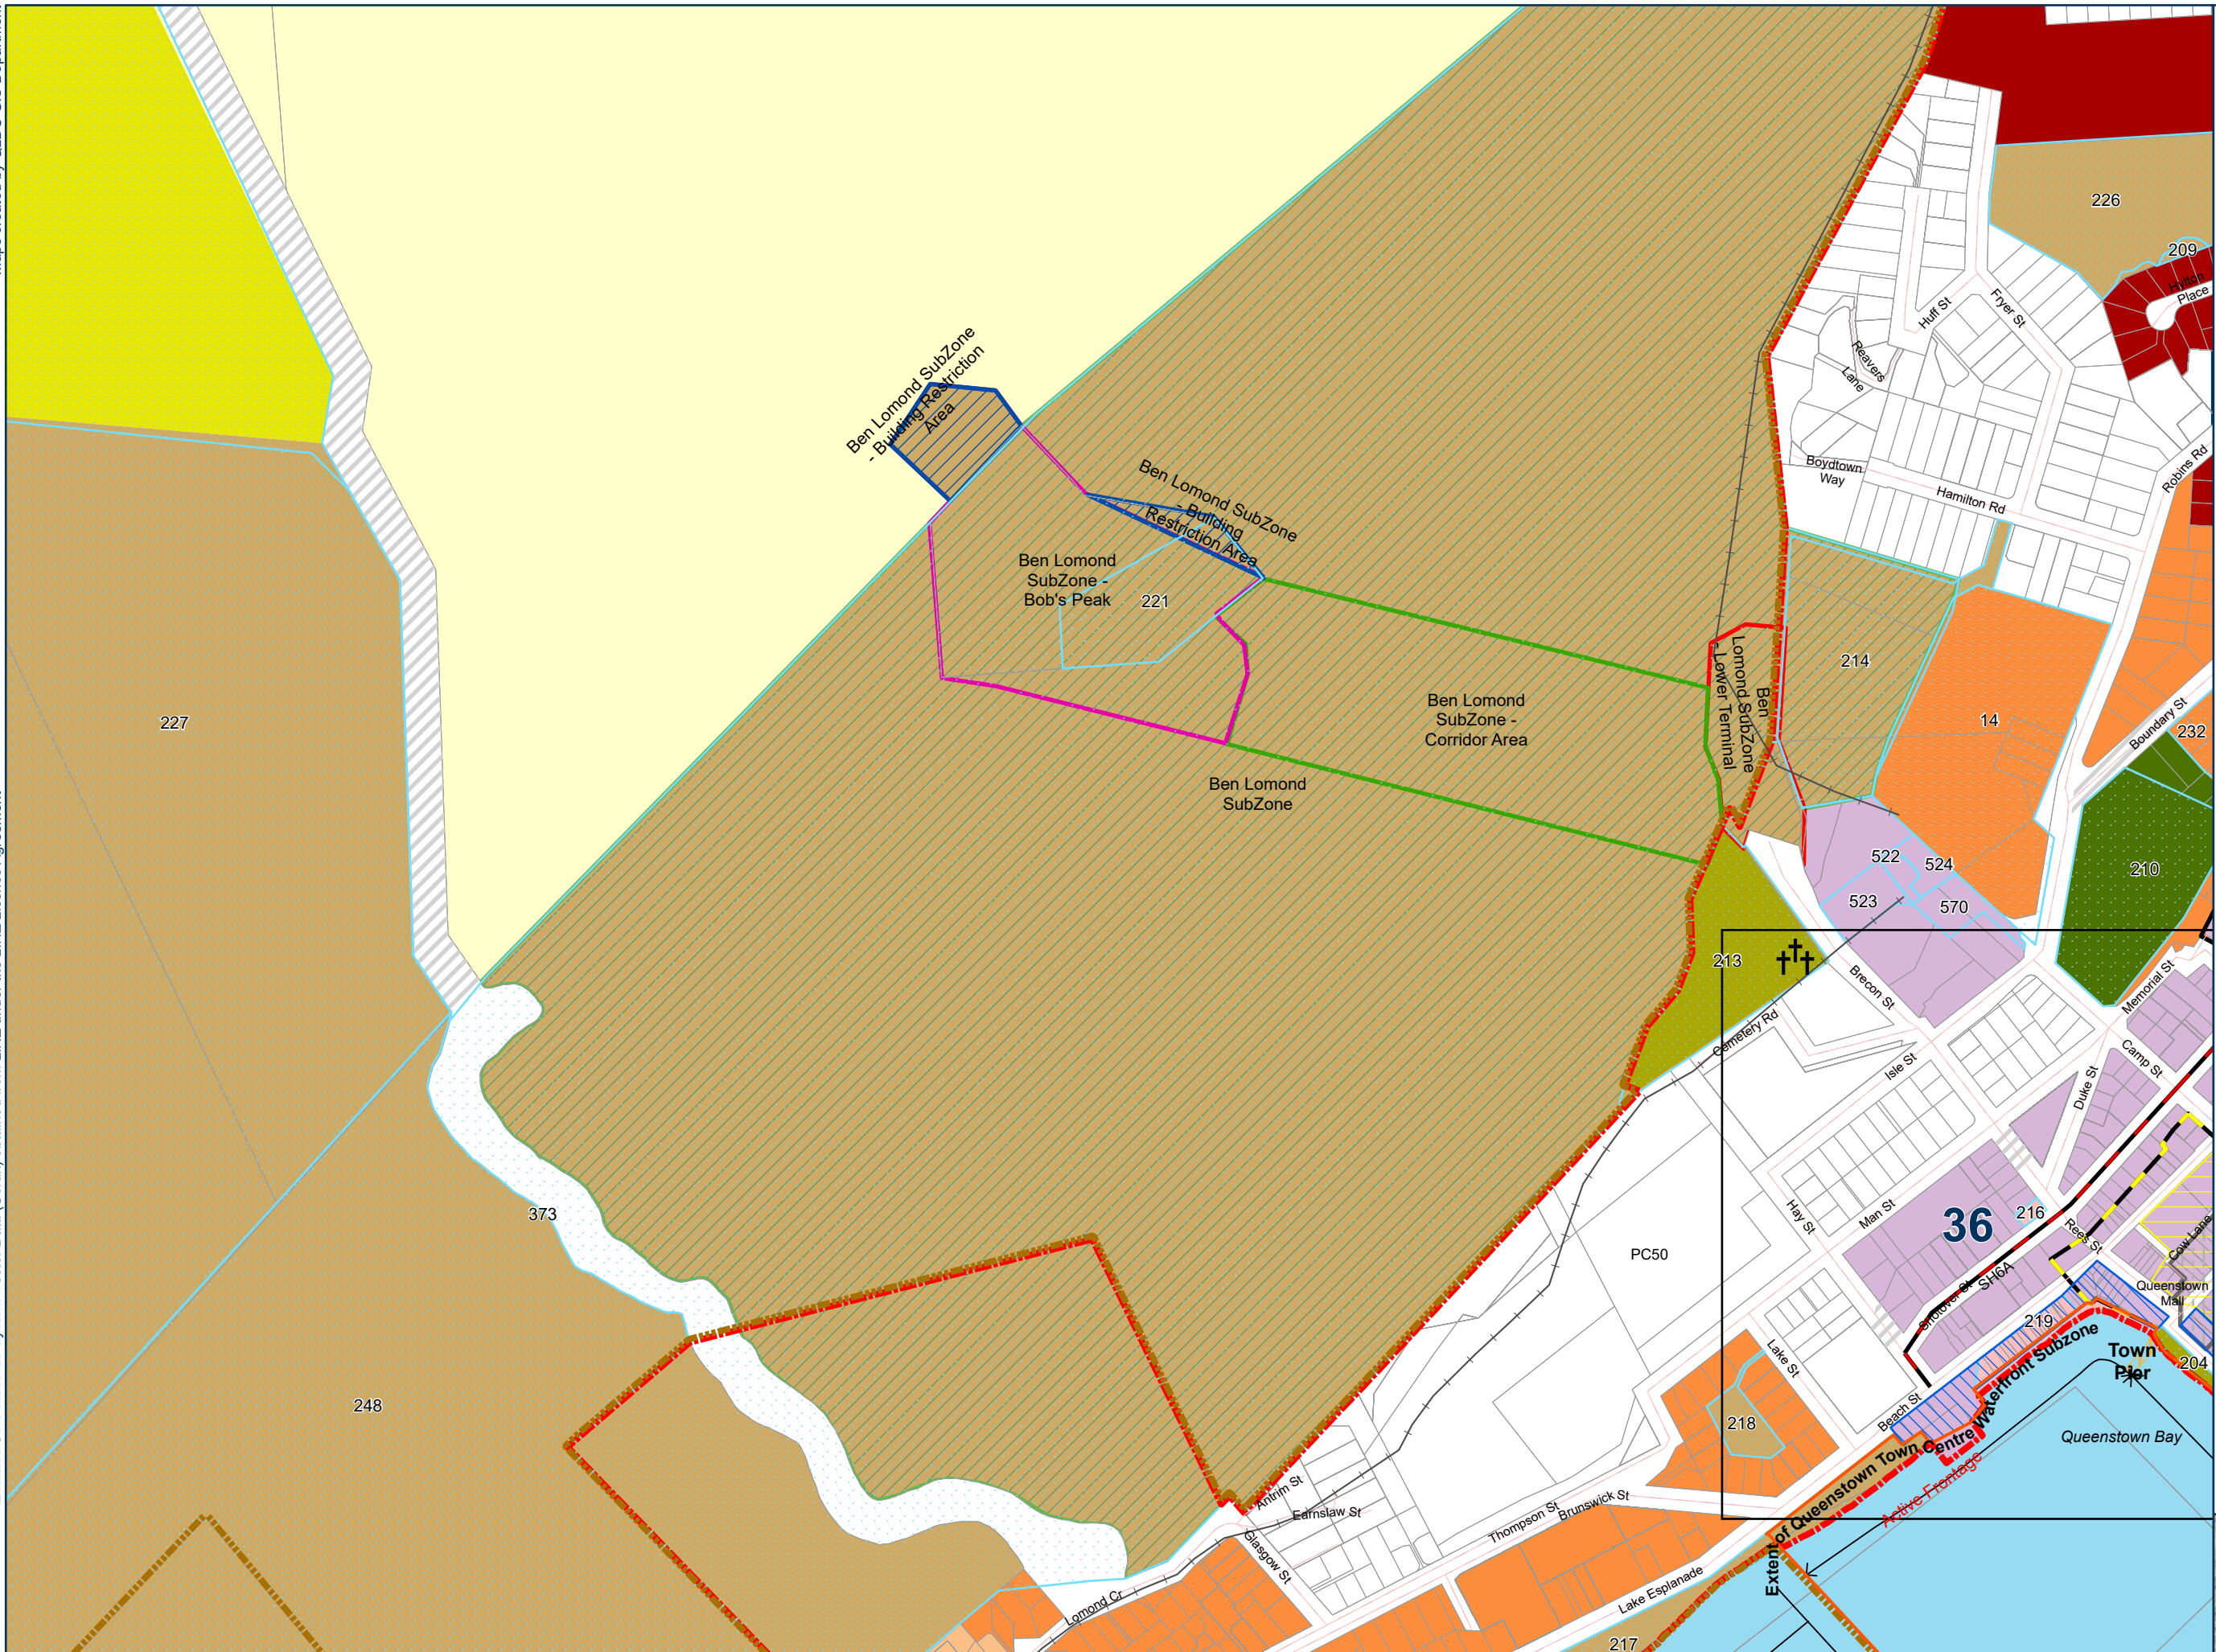 226
209
Hylton
Place
Huff St
Fryer St
Reavers
Lane
Ben Lomond SubZone
- Building Restriction
Area
Boydtown
Way
Hamilton Rd
Robins Rd
Ben Lomond SubZone
- Building
Restriction Area
Ben Lomond
SubZone -
Bob's Peak
221
214
Ben
Lomond SubZone
- Lower Terminal
227
Ben Lomond
SubZone -
Corridor Area
14
Boundary St
232
Ben Lomond
SubZone
522
524
523
570
210
213
Brecon St
Memorial St
Cemetery Rd
Isle St
Camp St
Duke St
373
Hay St
Man St
36
216
Rees St
Cow Lane
PC50
SH6A
Shotover St
Queenstown
Mall
219
Waterfront Subzone
Town
Pier
204
Lake St
248
218
Beach St
Queenstown Bay
Extent of Queenstown Town Centre
Active Frontage
Antrim St
Earnslaw St
Thompson St
Brunswick St
Glasgow St
Lomond Cr
Lake Esplanade
217